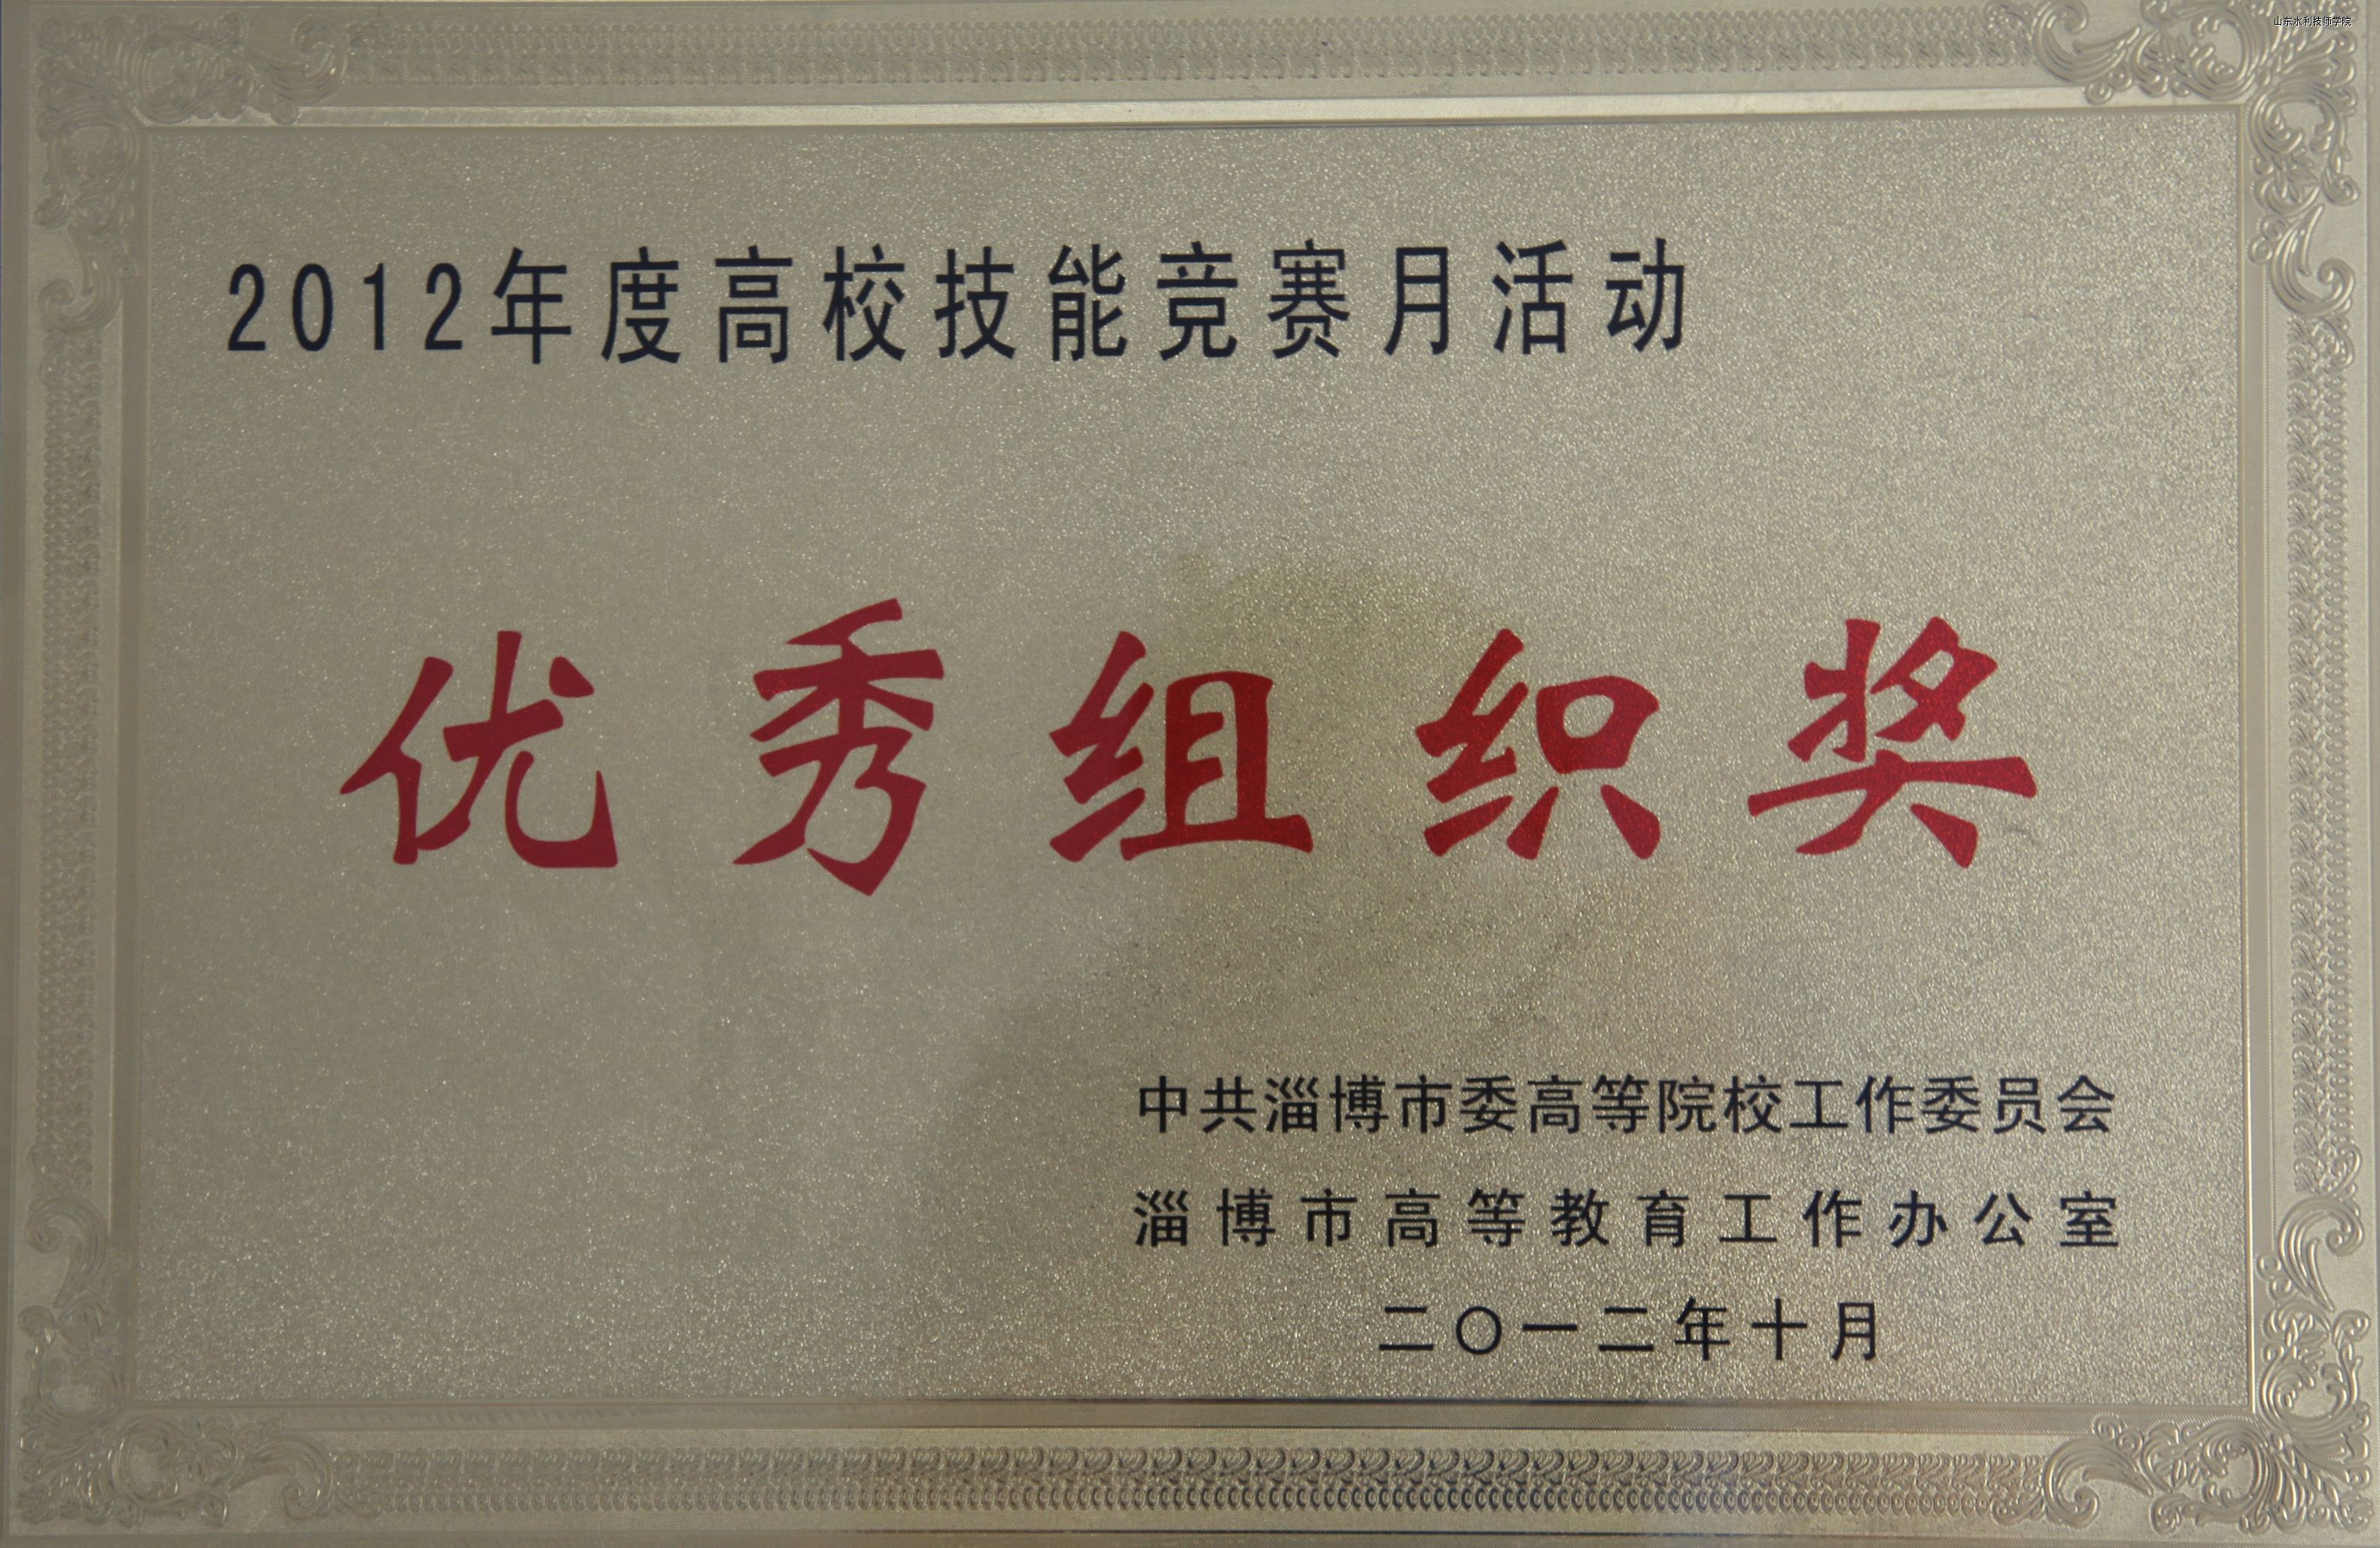 山东水利技师学院
2012年度高校技能竞赛月活动
优秀组织奖
中共淄博市委高等院校工作委员会
淄博市高等教育工作办公室
二〇一二年十月